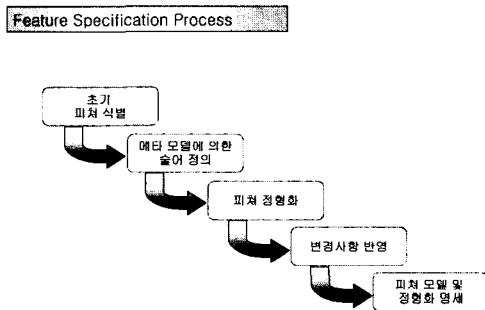 Feature Specification Process
초기
피쳐 식별
메타 모델에 의한
술어 정의
피쳐 정형화
변경사항 반영
피쳐 모델 및
정형화 명세